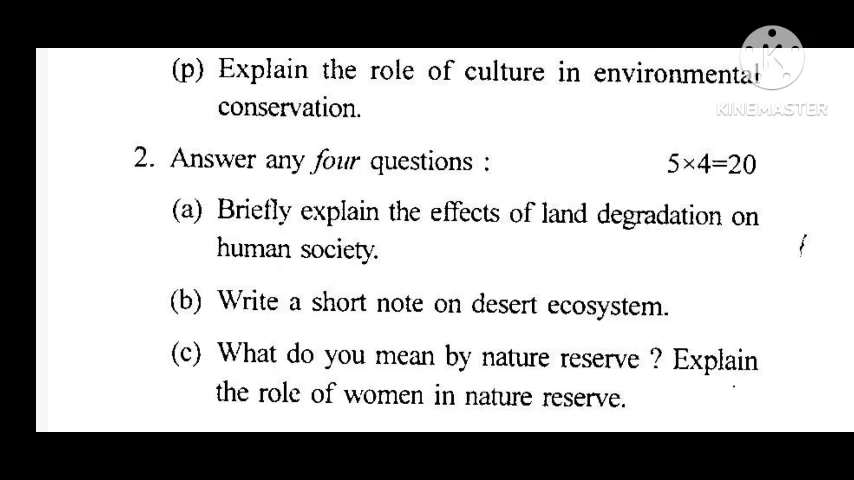 (p) Explain the role of culture in environmental
conservation.
KINEMASTER
2. Answer any four questions : 5×4=20
(a) Briefly explain the effects of land degradation on
human society.
(b) Write a short note on desert ecosystem.
(c) What do you mean by nature reserve ? Explain
the role of women in nature reserve.